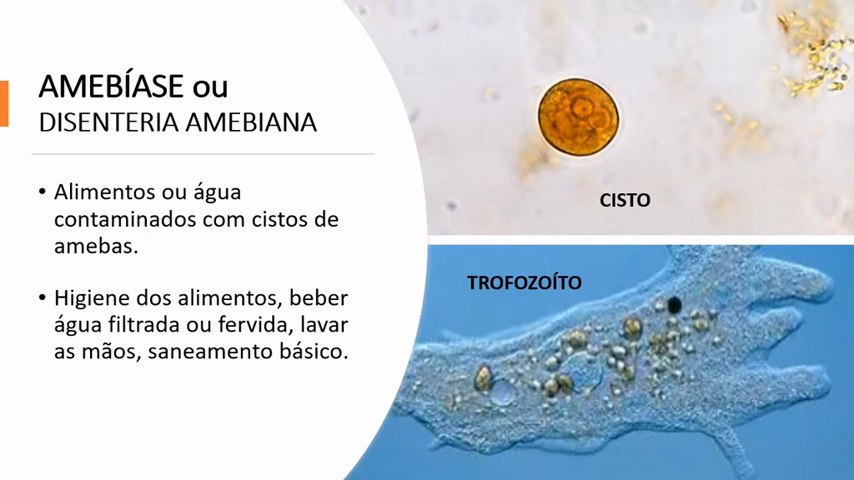 AMEBÍASE ou
DISENTERIA AMEBIANA
• Alimentos ou água
contaminados com cistos de
amebas.
• Higiene dos alimentos, beber
água filtrada ou fervida, lavar
as mãos, saneamento básico.
CISTO
TROFOZOÍTO